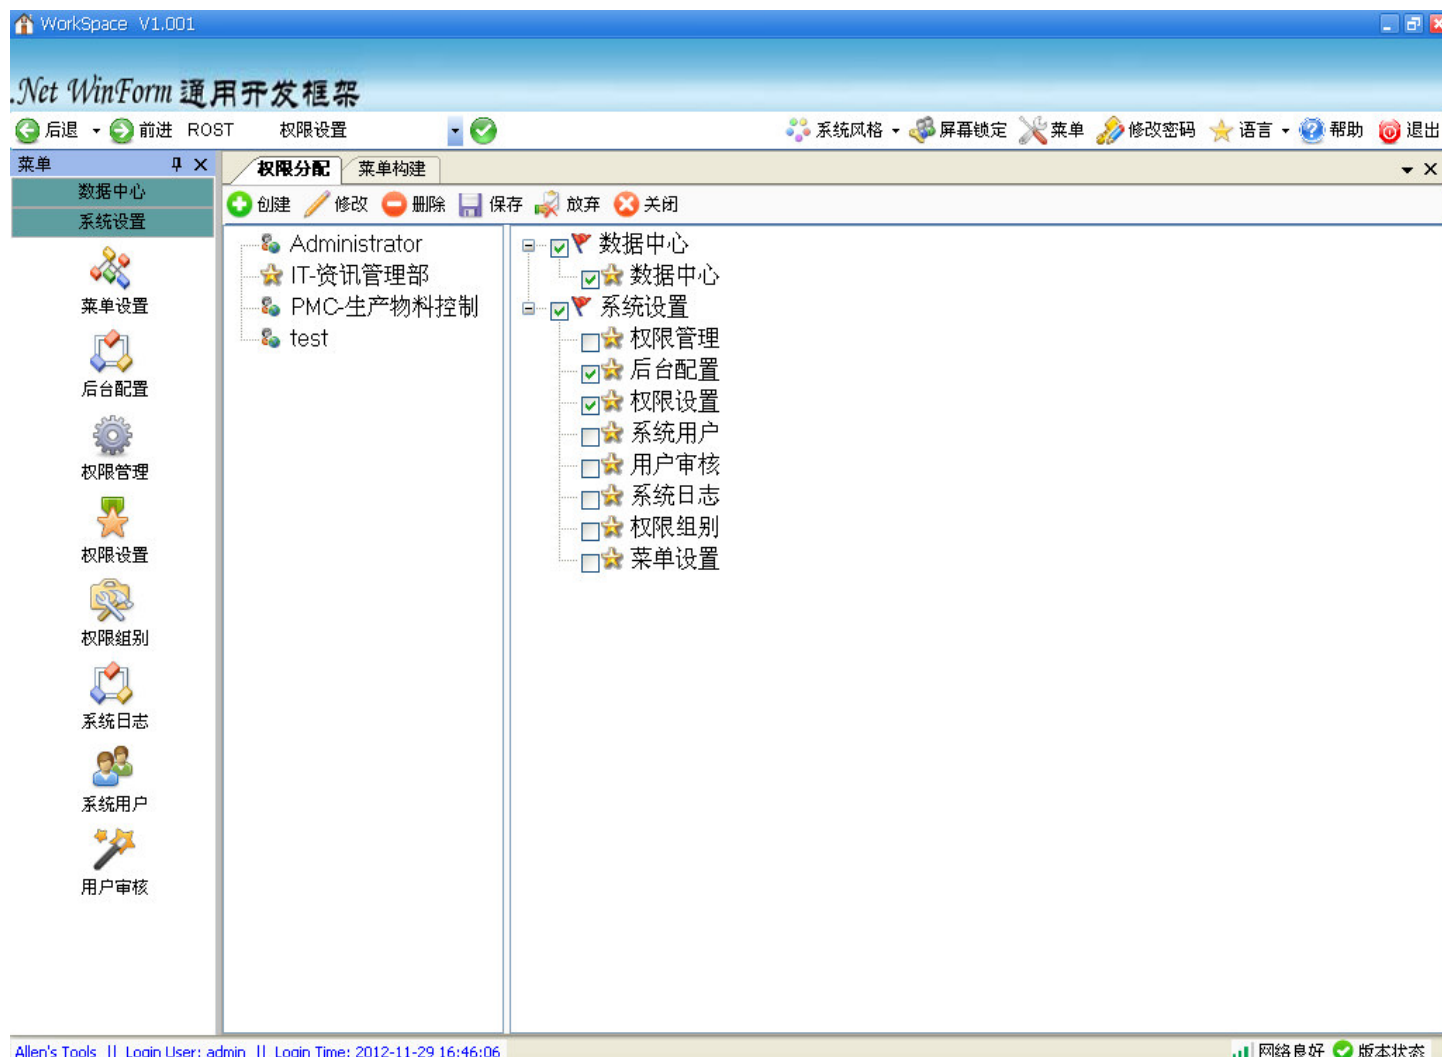 WorkSpace V1.001
.Net WinForm 通用开发框架
后退 前进 ROST 权限设置 系统风格 屏幕锁定 菜单 修改密码 语言 帮助 退出
菜单 权限分配 菜单构建
数据中心
系统设置
创建 修改 删除 保存 放弃 关闭
菜单设置
后台配置
权限管理
权限设置
权限组别
系统日志
系统用户
用户审核
Administrator
IT-资讯管理部
PMC-生产物料控制
test
数据中心
数据中心
系统设置
权限管理
后台配置
权限设置
系统用户
用户审核
系统日志
权限组别
菜单设置
Allen's Tools || Login User: admin || Login Time: 2012-11-29 16:46:06 网络良好 版本状态